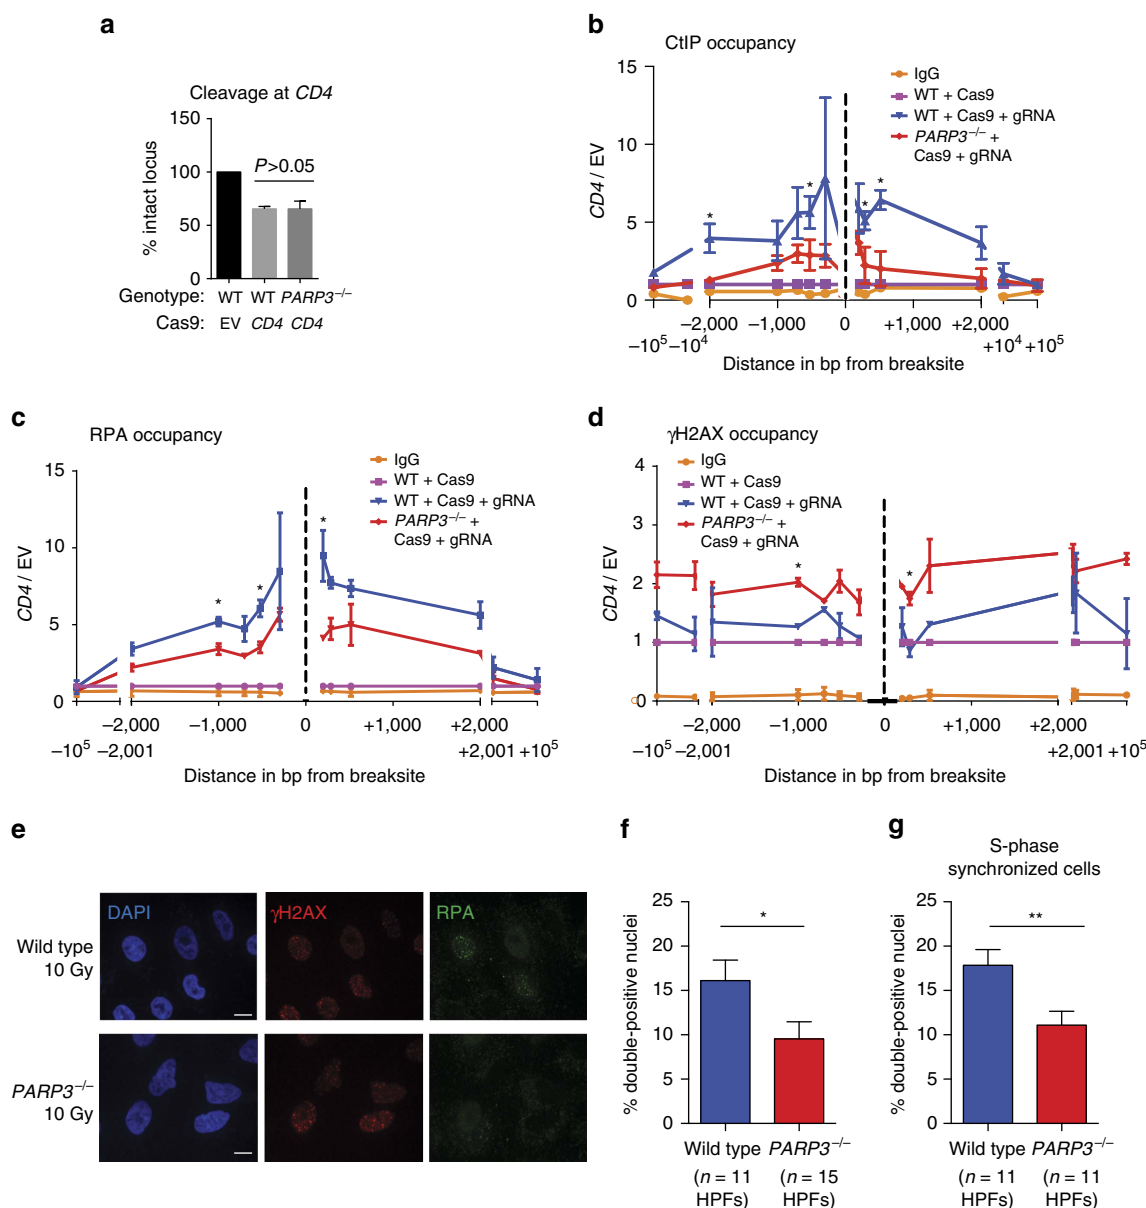 a
Cleavage at CD4
% intact locus
150
100
50
0
P>0.05
Genotype: WT WT PARP3–/–
Cas9: EV CD4 CD4
b
CtIP occupancy
CD4 / EV
15
10
5
0
IgG
WT + Cas9
WT + Cas9 + gRNA
PARP3–/– +
Cas9 + gRNA
*
*
*
*
–2,000 –1,000 0 +1,000 +2,000
–10⁵ –10⁴ +10⁴ +10⁵
Distance in bp from breaksite
c
RPA occupancy
CD4 / EV
15
10
5
0
IgG
WT + Cas9
WT + Cas9 + gRNA
PARP3–/– +
Cas9 + gRNA
*
*
*
–2,000 –1,000 0 +1,000 +2,000
–10⁵ –2,001 +2,001 +10⁵
Distance in bp from breaksite
d
γH2AX occupancy
CD4 / EV
4
3
2
1
0
IgG
WT + Cas9
WT + Cas9 + gRNA
PARP3–/– +
Cas9 + gRNA
*
*
–2,000 –1,000 0 +1,000 +2,000
–10⁵ –2,001 +2,001 +10⁵
Distance in bp from breaksite
e
DAPI γH2AX RPA
Wild type
10 Gy
PARP3–/–
10 Gy
f
% double-positive nuclei
25
20
15
10
5
0
*
Wild type PARP3–/–
(n = 11 (n = 15
HPFs) HPFs)
g
S-phase
synchronized cells
% double-positive nuclei
25
20
15
10
5
0
**
Wild type PARP3–/–
(n = 11 (n = 11
HPFs) HPFs)